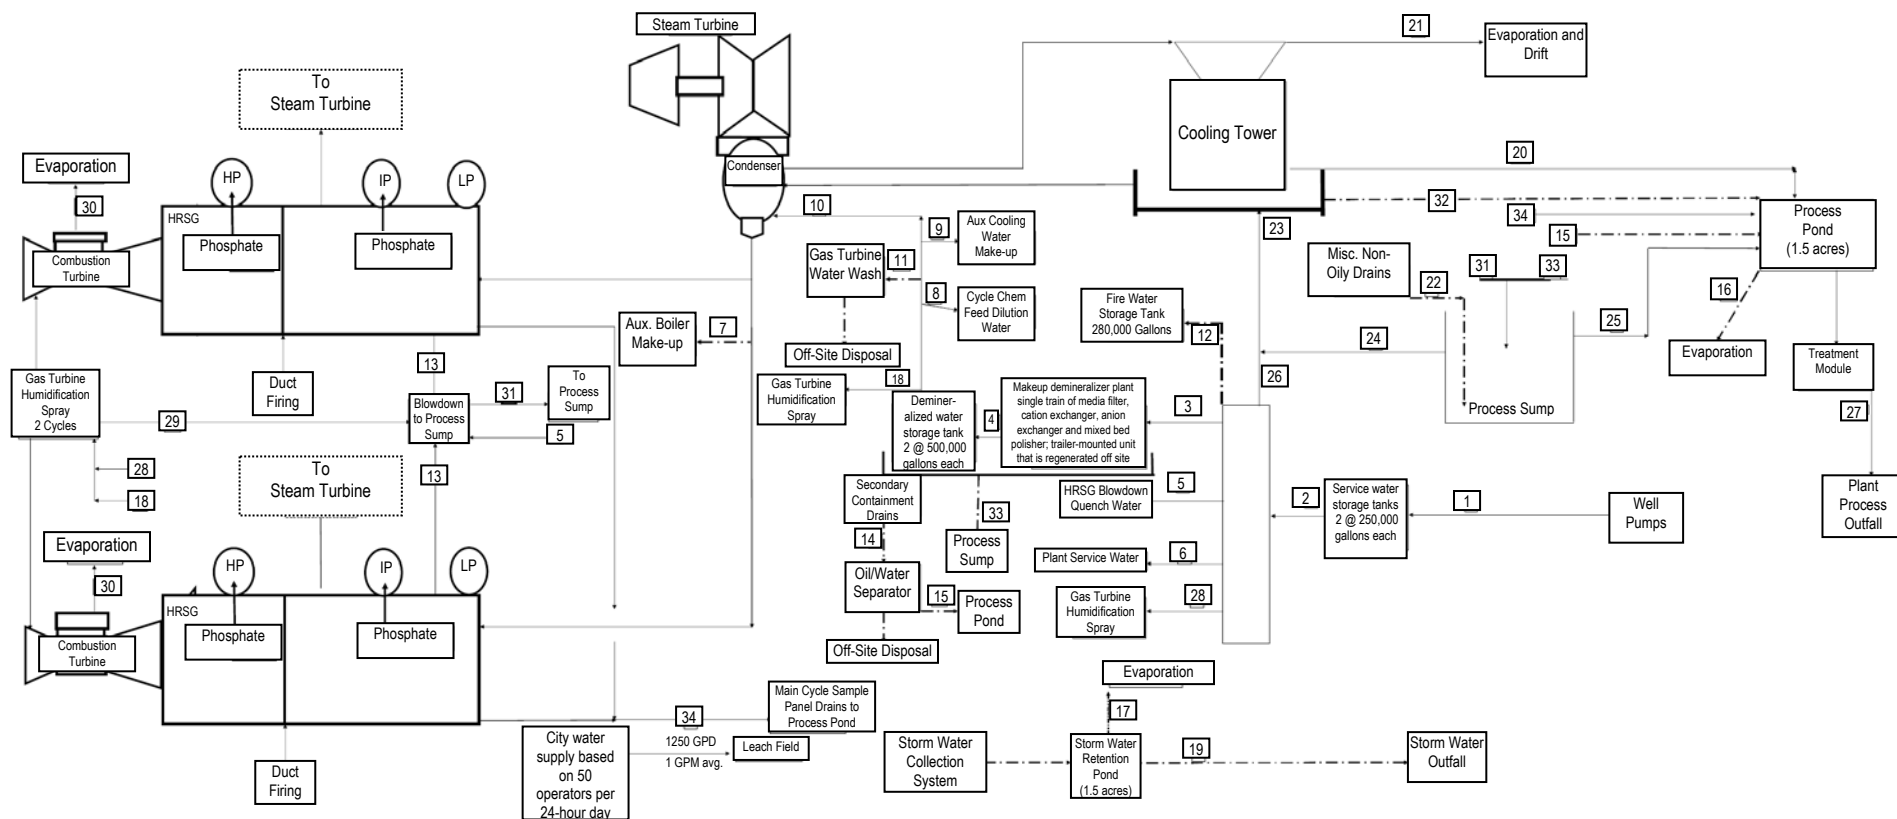 Steam Turbine
21
Evaporation and
Drift
To
Steam Turbine
Cooling Tower
Evaporation
30
HP
IP
LP
HRSG
Phosphate
Phosphate
Combustion
Turbine
Condenser
20
10
9
Aux Cooling
Water
Make-up
23
32
34
15
Process
Pond
(1.5 acres)
Gas Turbine
Water Wash
11
8
Cycle Chem
Feed Dilution
Water
Misc. Non-
Oily Drains
22
31
33
16
Fire Water
Storage Tank
280,000 Gallons
12
Aux. Boiler
Make-up
7
Off-Site Disposal
24
25
Evaporation
Treatment
Module
Gas Turbine
Humidification
Spray
2 Cycles
Duct
Firing
13
31
To
Process
Sump
Blowdown
to Process
Sump
29
5
Gas Turbine
Humidification
Spray
18
Deminer-
alized water
storage tank
2 @ 500,000
gallons each
4
Makeup demineralizer plant
single train of media filter,
cation exchanger, anion
exchanger and mixed bed
polisher; trailer-mounted unit
that is regenerated off site
3
26
Process Sump
27
28
18
To
Steam Turbine
13
Secondary
Containment
Drains
33
HRSG Blowdown
Quench Water
5
2
Service water
storage tanks
2 @ 250,000
gallons each
1
Well
Pumps
Plant
Process
Outfall
14
Process
Sump
Plant Service Water
6
Evaporation
30
HP
IP
LP
HRSG
Phosphate
Phosphate
Combustion
Turbine
Oil/Water
Separator
15
Process
Pond
Gas Turbine
Humidification
Spray
28
Off-Site Disposal
Evaporation
17
Duct
Firing
34
Main Cycle Sample
Panel Drains to
Process Pond
City water
supply based
on 50
operators per
24-hour day
1250 GPD
1 GPM avg.
Leach Field
Storm Water
Collection
System
Storm Water
Retention
Pond
(1.5 acres)
19
Storm Water
Outfall